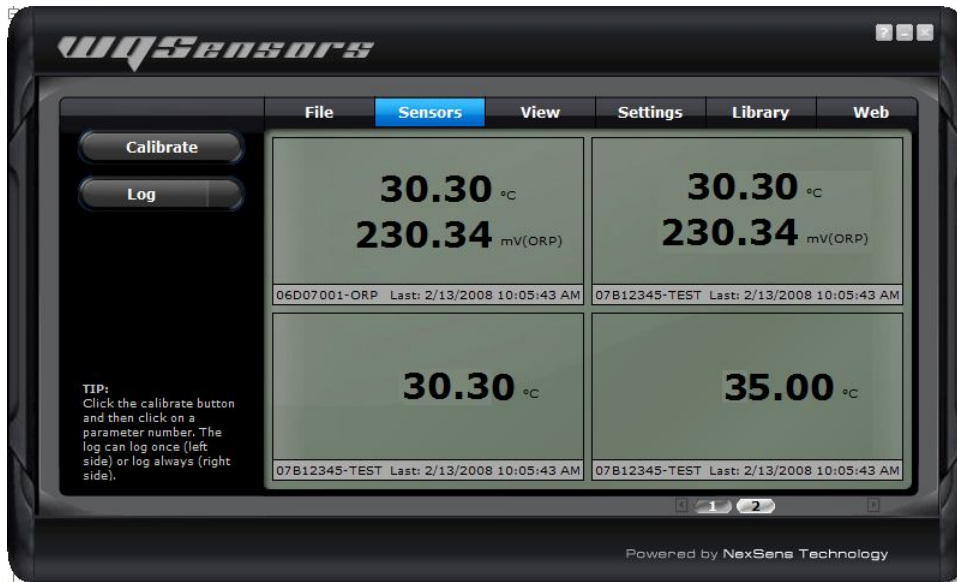 WQSensors
? - x
File Sensors View Settings Library Web
Calibrate
Log
30.30 °C
230.34 mV(ORP)
06D07001-ORP Last: 2/13/2008 10:05:43 AM
30.30 °C
230.34 mV(ORP)
07B12345-TEST Last: 2/13/2008 10:05:43 AM
30.30 °C
07B12345-TEST Last: 2/13/2008 10:05:43 AM
35.00 °C
07B12345-TEST Last: 2/13/2008 10:05:43 AM
TIP:
Click the calibrate button
and then click on a
parameter number. The
log can log once (left
side) or log always (right
side).
1 2
Powered by NexSens Technology